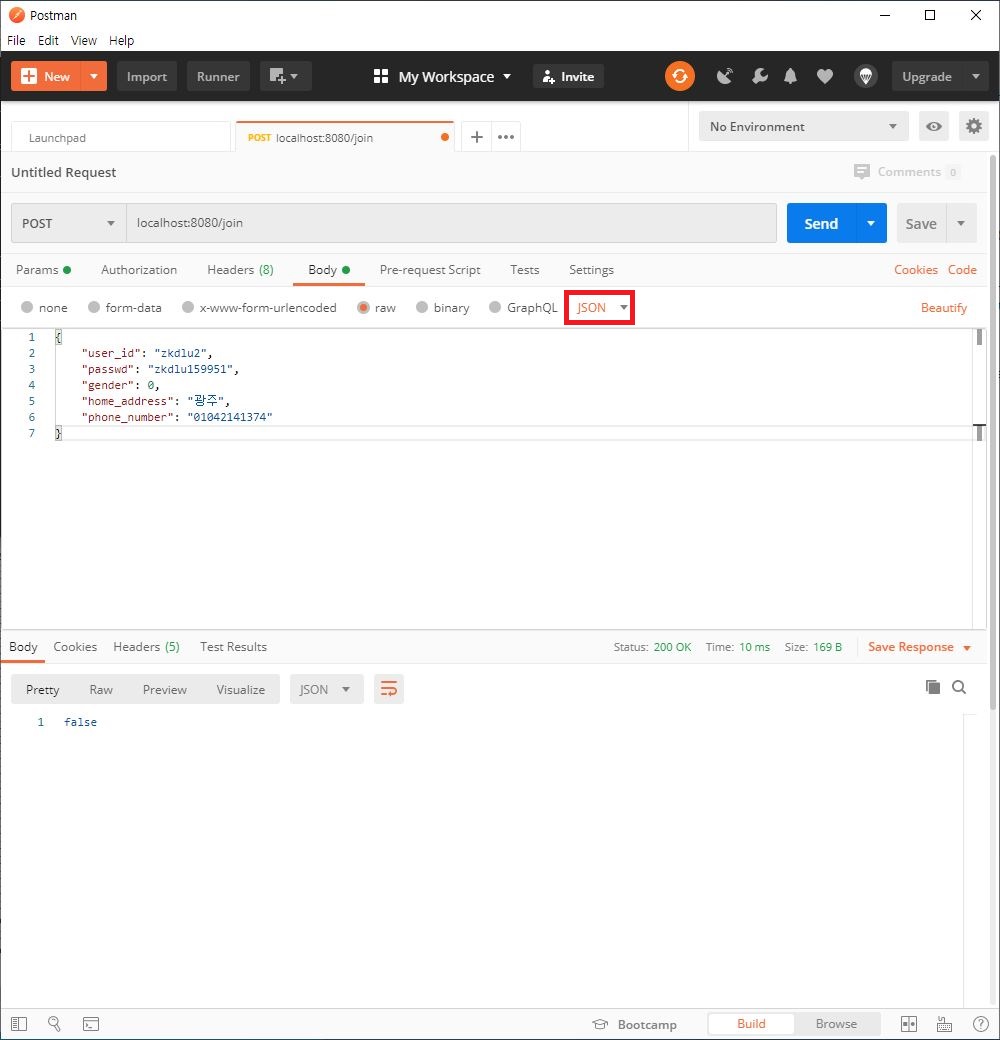 Postman
File Edit View Help
New Import Runner My Workspace Invite Upgrade
Launchpad POST localhost:8080/join No Environment
Untitled Request Comments 0
POST localhost:8080/join Send Save
Params Authorization Headers (8) Body Pre-request Script Tests Settings Cookies Code
none form-data x-www-form-urlencoded raw binary GraphQL JSON Beautify
1 {
2 "user_id": "zkdlu2",
3 "passwd": "zkdlu159951",
4 "gender": 0,
5 "home_address": "광주",
6 "phone_number": "01042141374"
7 }
Body Cookies Headers (5) Test Results Status: 200 OK Time: 10 ms Size: 169 B Save Response
Pretty Raw Preview Visualize JSON
1 false
Bootcamp Build Browse